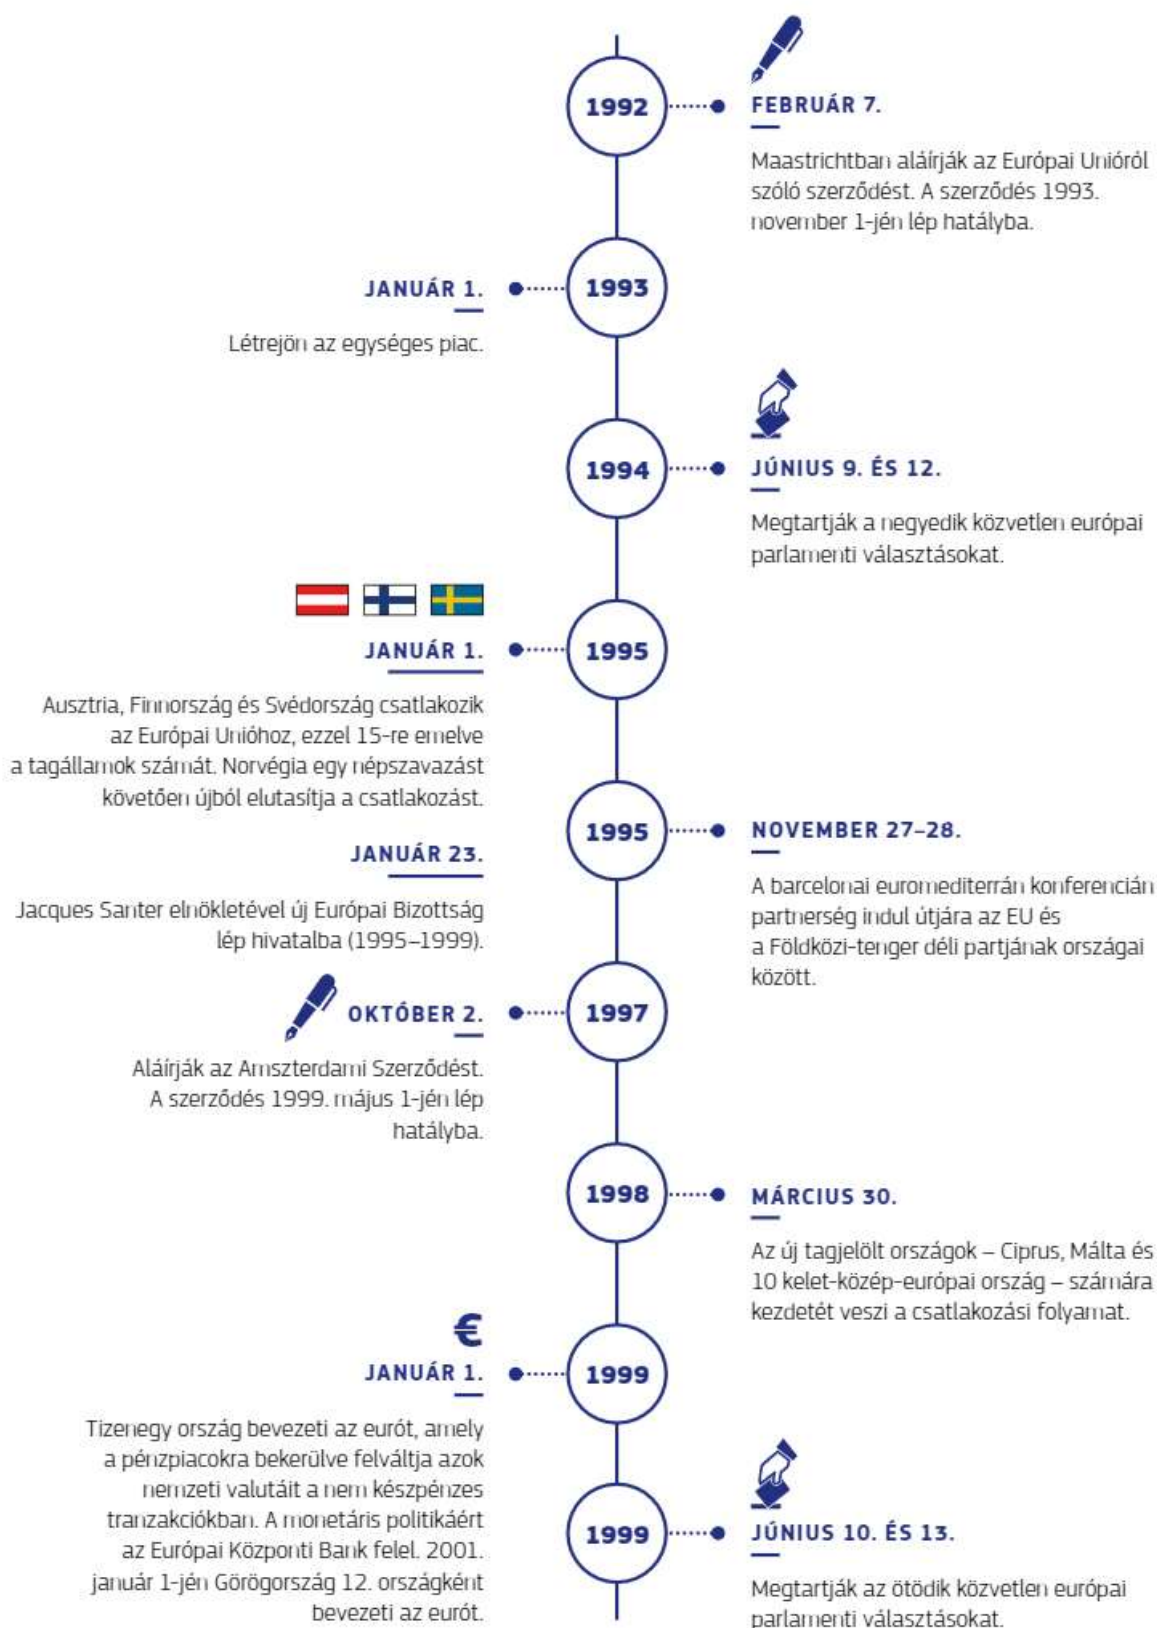 1992
FEBRUÁR 7.
Maastrichtban aláírják az Európai Unióról
szóló szerződést. A szerződés 1993.
november 1-jén lép hatályba.
1993
JANUÁR 1.
Létrejön az egységes piac.
1994
JÚNIUS 9. ÉS 12.
Megtartják a negyedik közvetlen európai
parlamenti választásokat.
1995
JANUÁR 1.
Ausztria, Finnország és Svédország csatlakozik
az Európai Unióhoz, ezzel 15-re emelve
a tagállamok számát. Norvégia egy népszavazást
követően újból elutasítja a csatlakozást.
JANUÁR 23.
Jacques Santer elnökletével új Európai Bizottság
lép hivatalba (1995–1999).
1995
NOVEMBER 27–28.
A barcelonai euromediterrán konferencián
partnerség indul útjára az EU és
a Földközi-tenger déli partjának országai
között.
1997
OKTÓBER 2.
Aláírják az Amszterdami Szerződést.
A szerződés 1999. május 1-jén lép
hatályba.
1998
MÁRCIUS 30.
Az új tagjelölt országok – Ciprus, Málta és
10 kelet-közép-európai ország – számára
kezdetét veszi a csatlakozási folyamat.
1999
€
JANUÁR 1.
Tizenegy ország bevezeti az eurót, amely
a pénzpiacokra bekerülve felváltja azok
nemzeti valutáit a nem készpénzes
tranzakciókban. A monetáris politikáért
az Európai Központi Bank felel. 2001.
január 1-jén Görögország 12. országként
bevezeti az eurót.
1999
JÚNIUS 10. ÉS 13.
Megtartják az ötödik közvetlen európai
parlamenti választásokat.